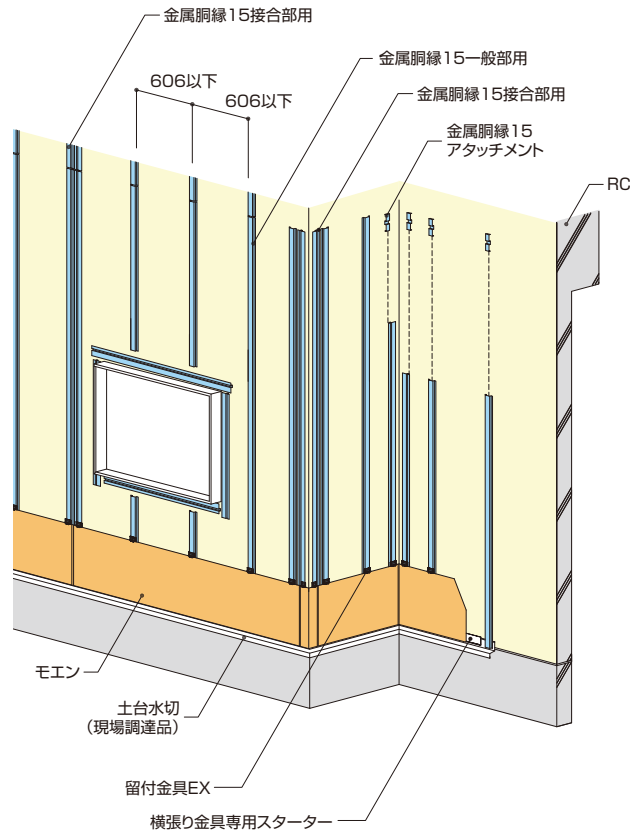 金属胴縁15接合部用
金属胴縁15一般部用
606以下
606以下
金属胴縁15接合部用
金属胴縁15
アタッチメント
RC
モエン
土台水切
(現場調達品)
留付金具EX
横張り金具専用スターター